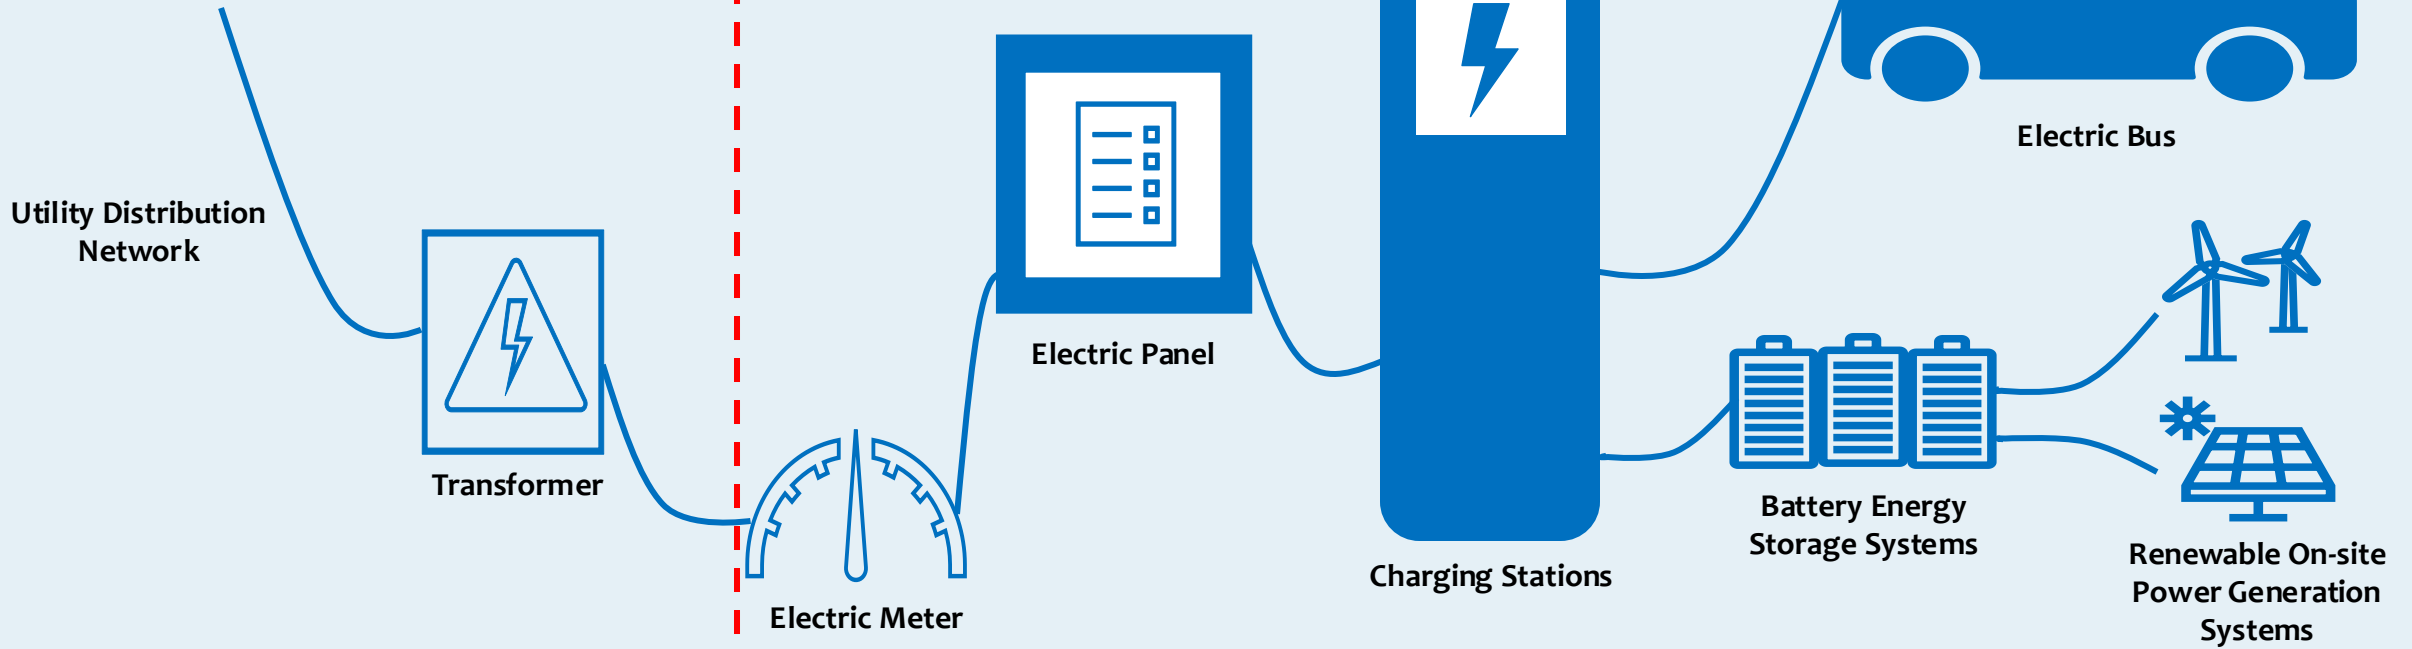 Utility Distribution
Network
Transformer
Electric Meter
Electric Panel
Charging Stations
Electric Bus
Battery Energy
Storage Systems
Renewable On-site
Power Generation
Systems